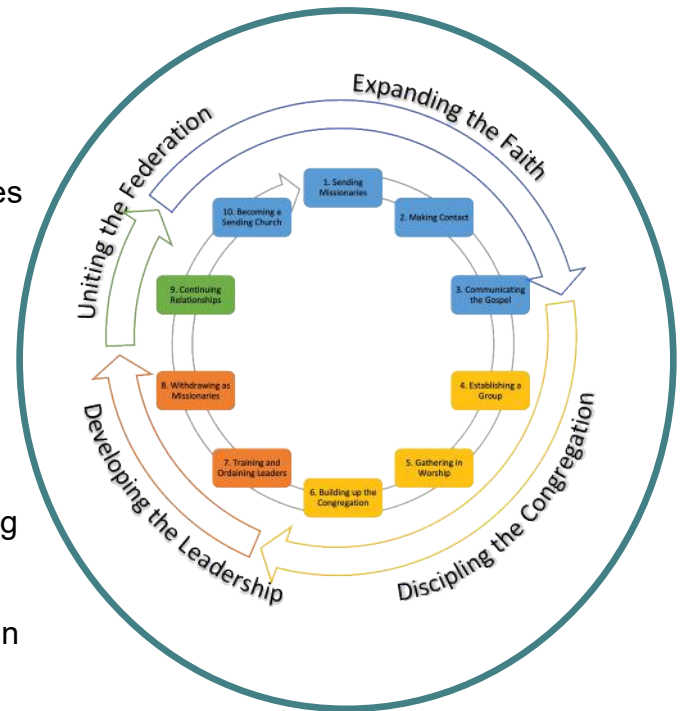 Expanding the Faith
Uniting the Federation
es
1. Sending
Missionaries
10. Becoming a
Sending Church
2. Making Contact
9. Continuing
Relationships
3. Communicating
the Gospel
8. Withdrawing as
Missionaries
4. Establishing a
Group
7. Training and
Ordaining Leaders
5. Gathering in
Worship
6. Building up the
Congregation
Developing the Leadership
Discipling the Congregation
g
n